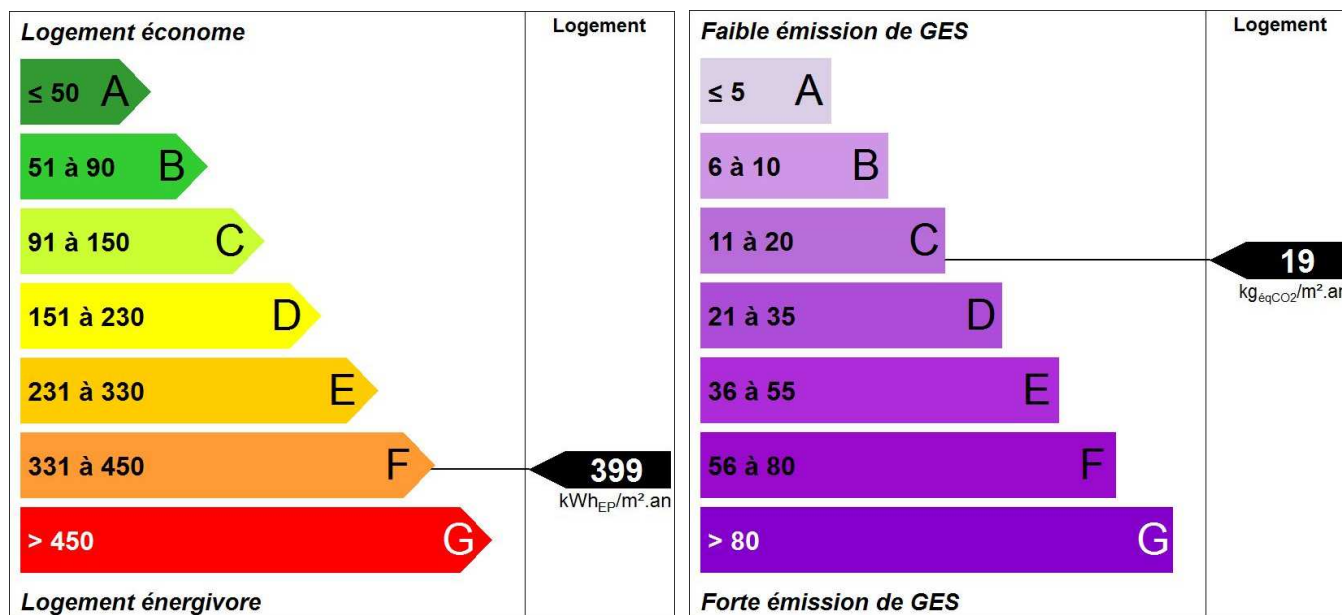 Logement économe
Logement
≤ 50 A
51 à 90 B
91 à 150 C
151 à 230 D
231 à 330 E
331 à 450 F
399
kWhEP/m².an
> 450 G
Logement énergivore
Faible émission de GES
Logement
≤ 5 A
6 à 10 B
11 à 20 C
19
kgéqCO2/m².an
21 à 35 D
36 à 55 E
56 à 80 F
> 80 G
Forte émission de GES